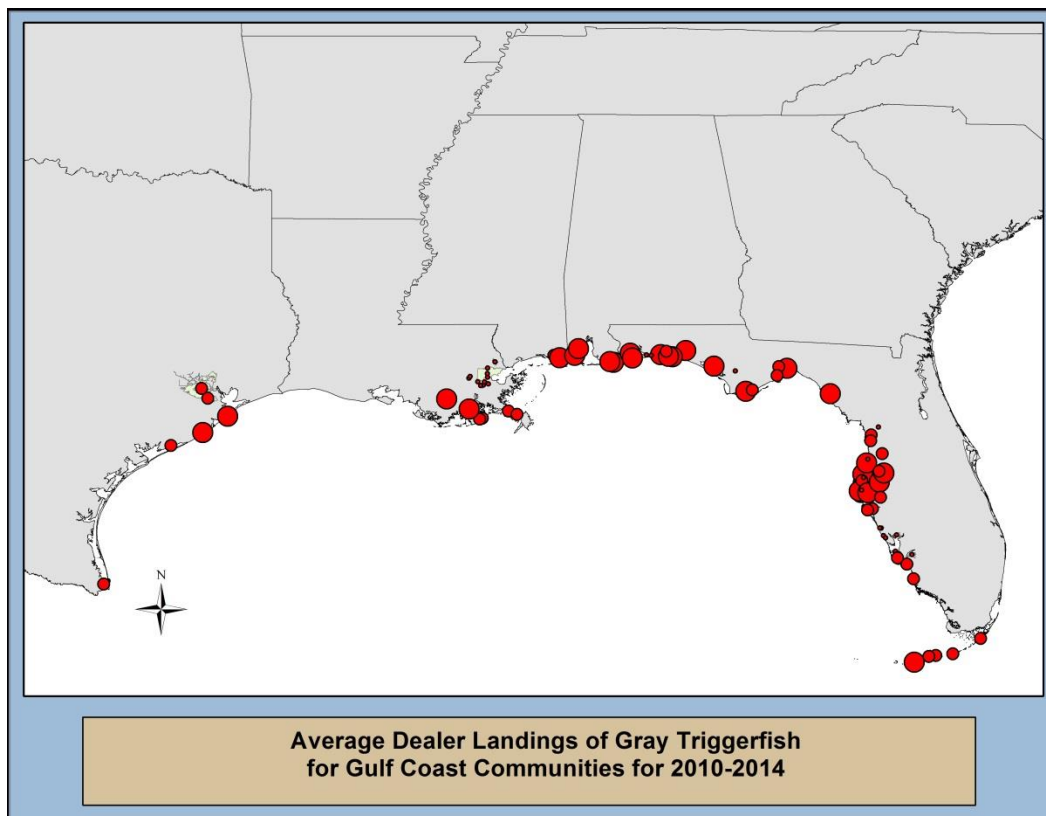 N
Average Dealer Landings of Gray Triggerfish
for Gulf Coast Communities for 2010-2014